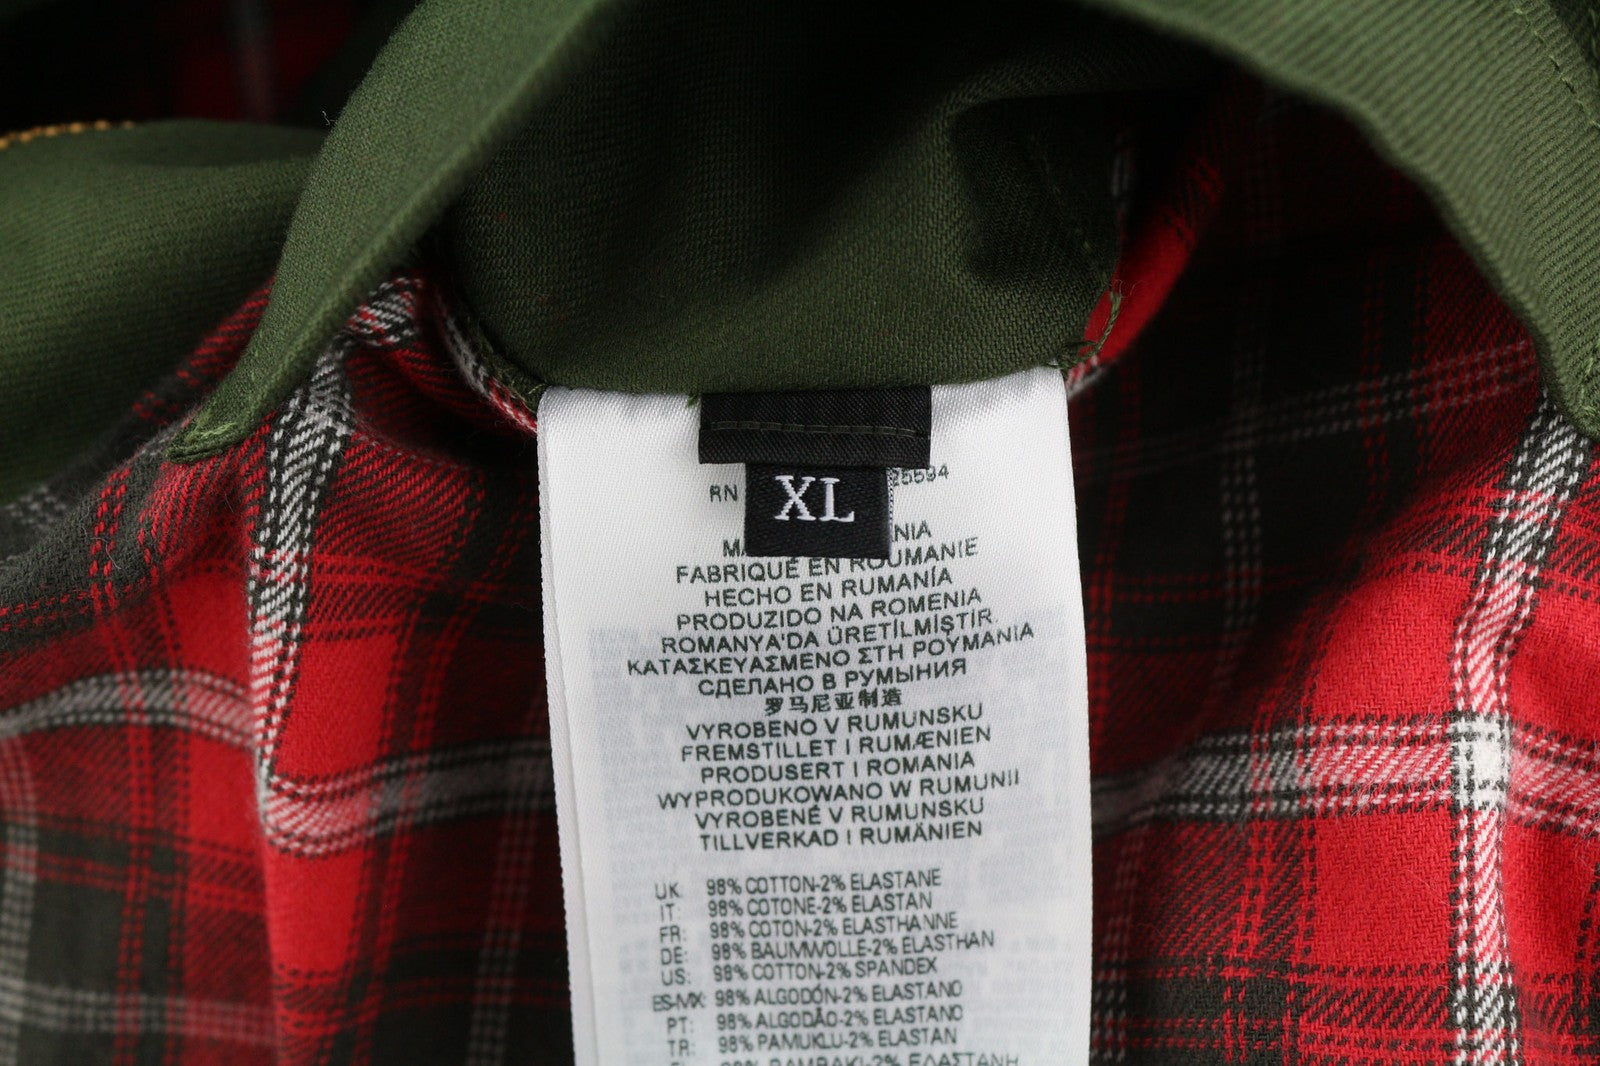 XL
RN 25594
FABRIQUÉ EN ROUMANIE
HECHO EN RUMANÍA
PRODUZIDO NA ROMENIA
ROMANYA'DA ÜRETİLMİŞTİR
ΚΑΤΑΣΚΕΥΑΣΜΕΝΟ ΣΤΗ ΡΟΥΜΑΝΙΑ
СДЕЛАНО В РУМЫНИЯ
罗马尼亚制造
VYROBENO V RUMUNSKU
FREMSTILLET I RUMÆNIEN
PRODUSERT I ROMANIA
WYPRODUKOWANO W RUMUNII
VYROBENÉ V RUMUNSKU
TILLVERKAD I RUMÄNIEN
UK: 98% COTTON-2% ELASTANE
IT: 98% COTONE-2% ELASTAN
FR: 98% COTON-2% ELASTHANNE
DE: 98% BAUMWOLLE-2% ELASTHAN
US: 98% COTTON-2% SPANDEX
ES-MX: 98% ALGODÓN-2% ELASTANO
PT: 98% ALGODÃO-2% ELASTANO
TR: 98% PAMUKLU-2% ELASTAN